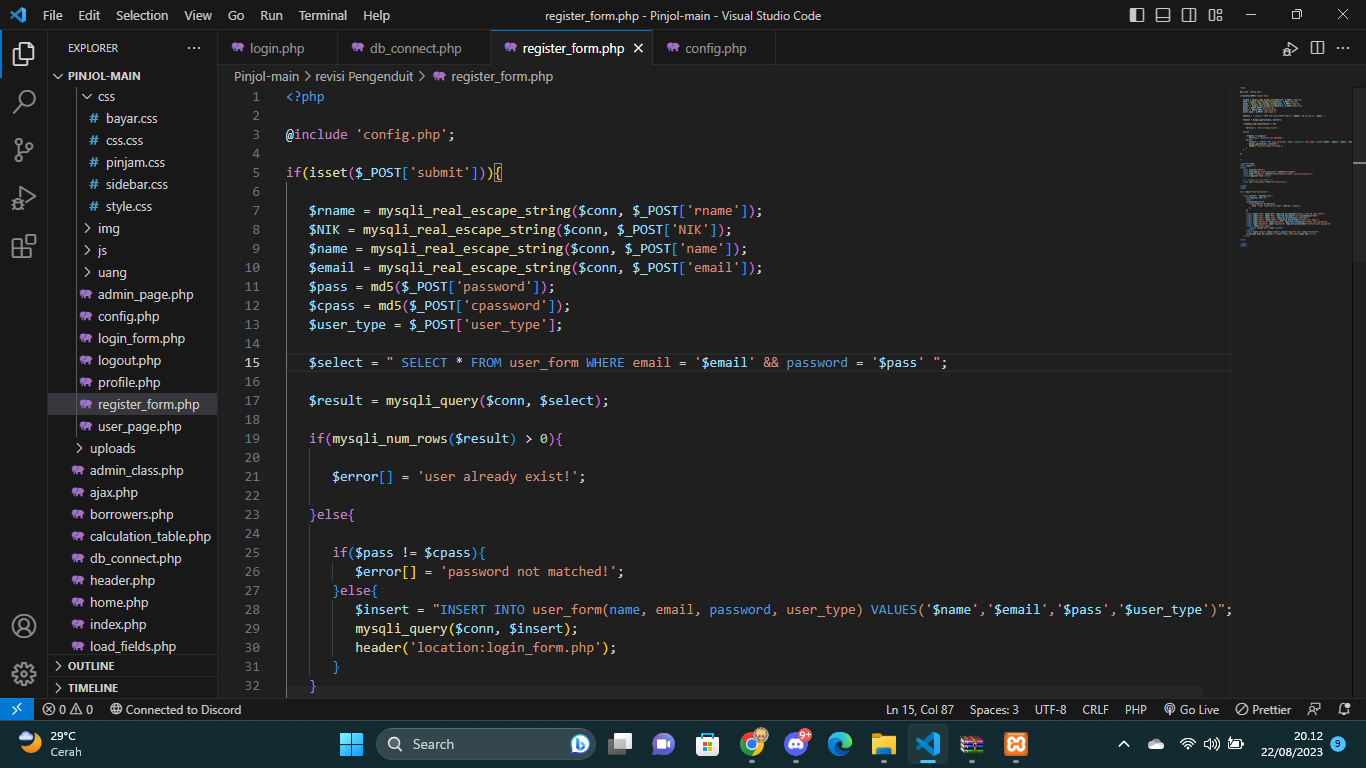 File Edit Selection View Go Run Terminal Help
register_form.php - Pinjol-main - Visual Studio Code
EXPLORER
PINJOL-MAIN
css
bayar.css
css.css
pinjam.css
sidebar.css
style.css
img
js
uang
admin_page.php
config.php
login_form.php
logout.php
profile.php
register_form.php
user_page.php
uploads
admin_class.php
ajax.php
borrowers.php
calculation_table.php
db_connect.php
header.php
home.php
index.php
load_fields.php
OUTLINE
TIMELINE
login.php db_connect.php register_form.php config.php
Pinjol-main > revisi Pengenduit > register_form.php
1 <?php
2
3 @include 'config.php';
4
5 if(isset($_POST['submit'])){
6
7 $rname = mysqli_real_escape_string($conn, $_POST['rname']);
8 $NIK = mysqli_real_escape_string($conn, $_POST['NIK']);
9 $name = mysqli_real_escape_string($conn, $_POST['name']);
10 $email = mysqli_real_escape_string($conn, $_POST['email']);
11 $pass = md5($_POST['password']);
12 $cpass = md5($_POST['cpassword']);
13 $user_type = $_POST['user_type'];
14
15 $select = " SELECT * FROM user_form WHERE email = '$email' && password = '$pass' ";
16
17 $result = mysqli_query($conn, $select);
18
19 if(mysqli_num_rows($result) > 0){
20
21 $error[] = 'user already exist!';
22
23 }else{
24
25 if($pass != $cpass){
26 $error[] = 'password not matched!';
27 }else{
28 $insert = "INSERT INTO user_form(name, email, password, user_type) VALUES('$name','$email','$pass','$user_type')";
29 mysqli_query($conn, $insert);
30 header('location:login_form.php');
31 }
32 }
0 0 Connected to Discord
Ln 15, Col 87 Spaces: 3 UTF-8 CRLF PHP Go Live Prettier
29°C
Cerah
Search
9+
20.12
22/08/2023
9